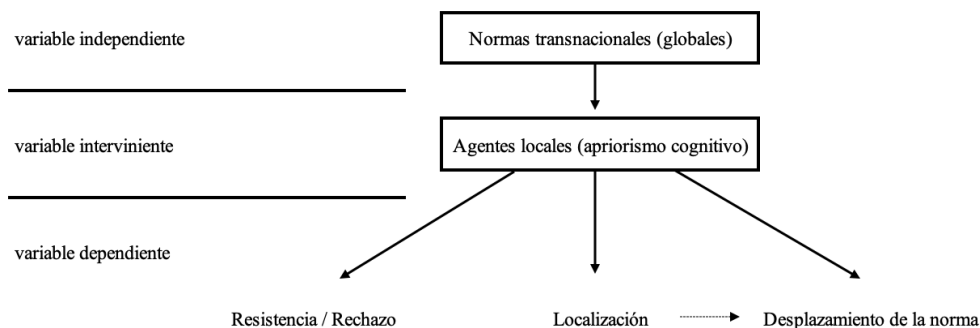 variable independiente
Normas transnacionales (globales)
variable interviniente
Agentes locales (apriorismo cognitivo)
variable dependiente
Resistencia / Rechazo
Localización
Desplazamiento de la norma